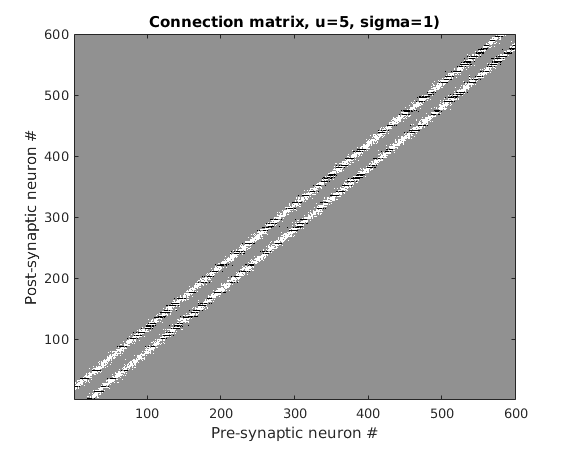 Connection matrix, u=5, sigma=1)
600
500
400
300
200
100
Post-synaptic neuron #
100 200 300 400 500 600
Pre-synaptic neuron #